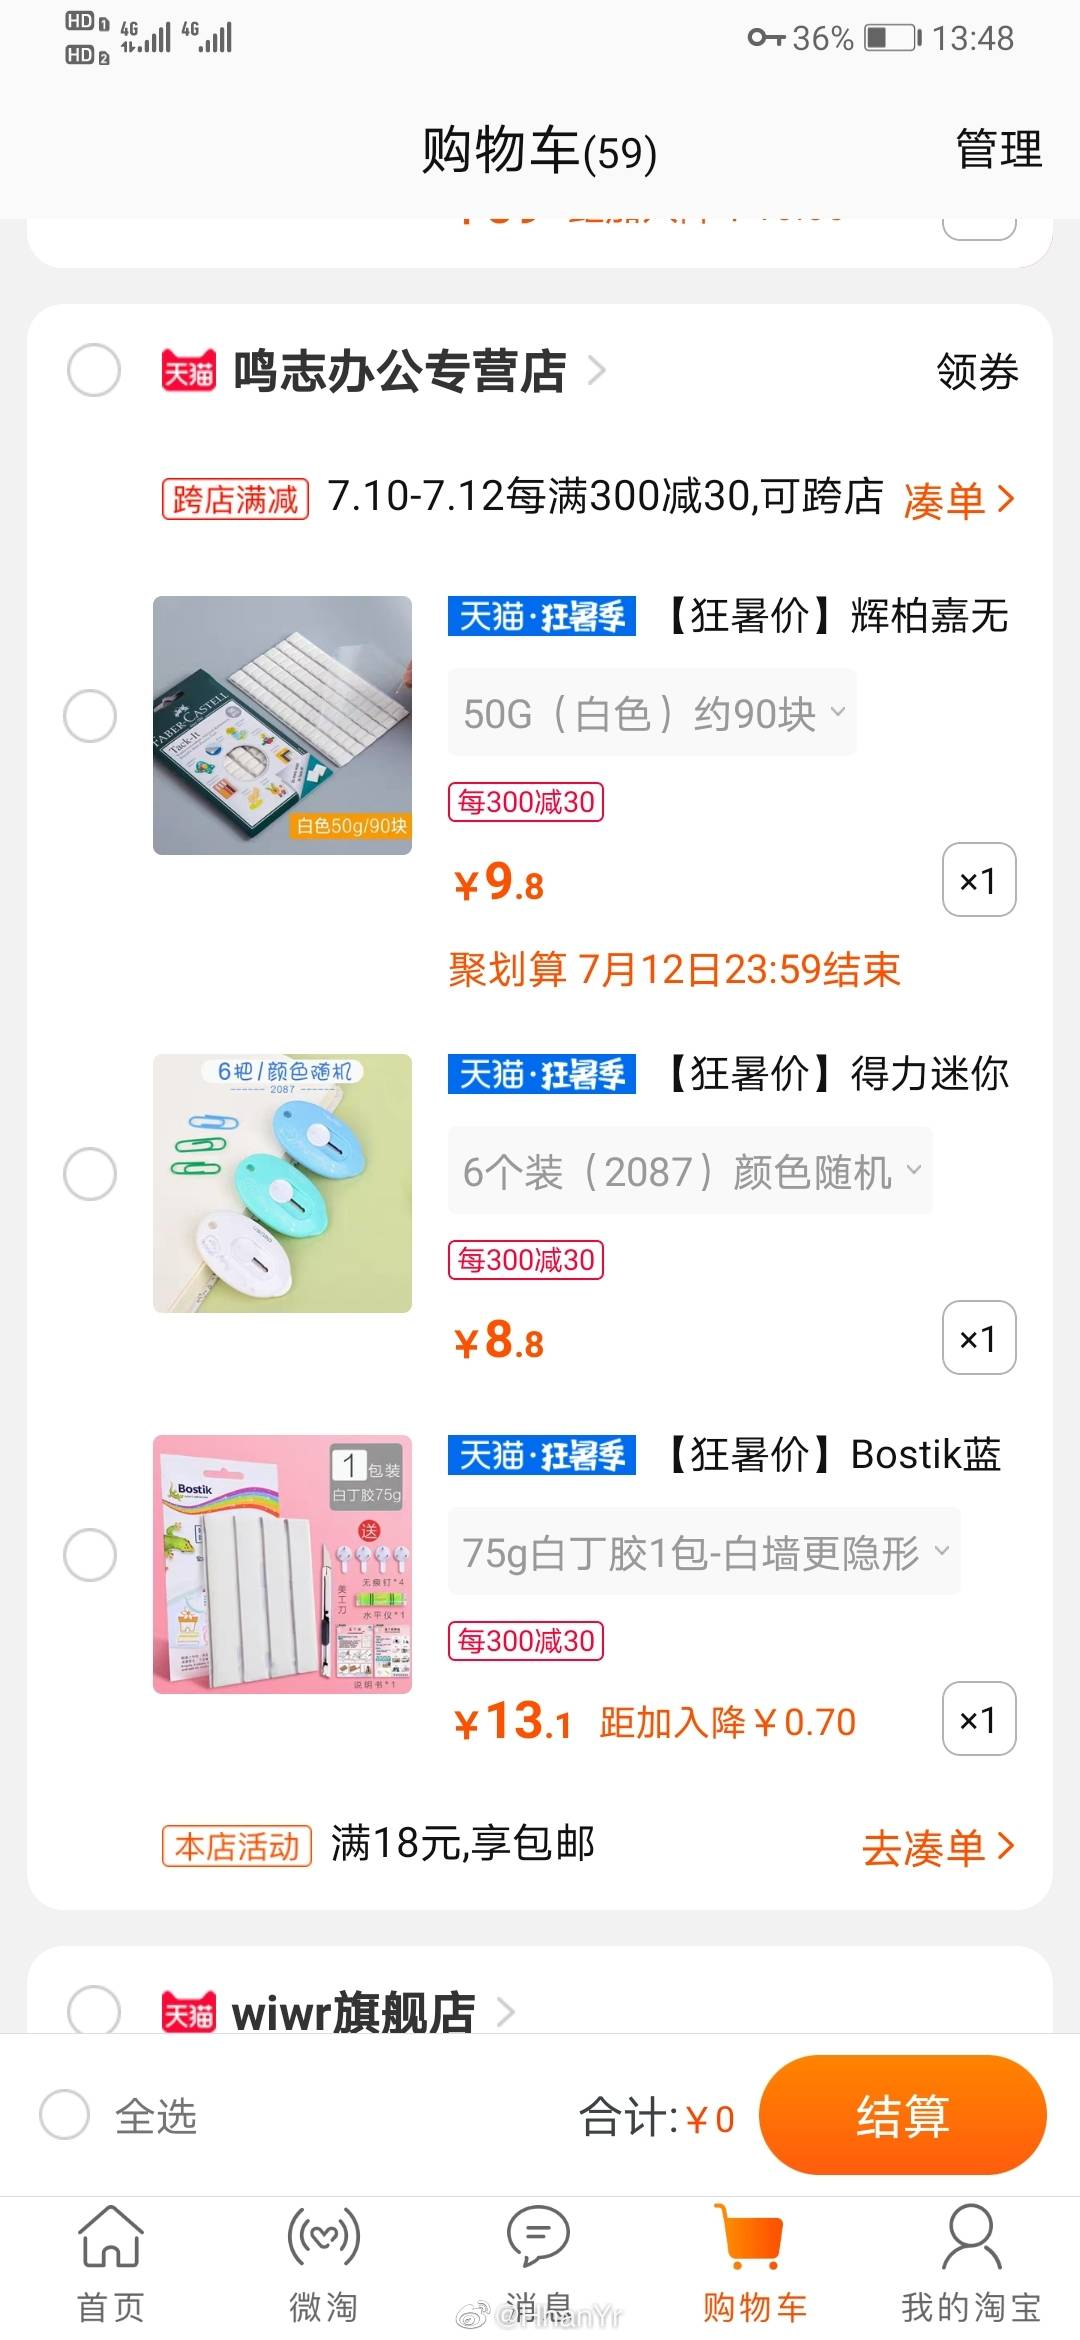 HD 1 4G 4G 36% 13:48
HD 2
购物车(59) 管理
天猫 鸣志办公专营店 领券
跨店满减 7.10-7.12每满300减30,可跨店 凑单
天猫·狂暑季 【狂暑价】辉柏嘉无
FABER-CASTELL
Tack-it
白色50g/90块
50G（白色）约90块
每300减30
￥9.8 ×1
聚划算 7月12日23:59结束
6把/颜色随机
2087
天猫·狂暑季 【狂暑价】得力迷你
6个装（2087）颜色随机
每300减30
￥8.8 ×1
天猫·狂暑季 【狂暑价】Bostik蓝
1包装
白丁胶75g
Bostik
送
无痕钉*4
美工刀
水平仪*1
说明书*1
75g白丁胶1包-白墙更隐形
每300减30
￥13.1 距加入降￥0.70 ×1
本店活动 满18元,享包邮 去凑单
天猫 wiwr旗舰店
全选 合计:￥0 结算
首页 微淘 消息 购物车 我的淘宝
@HhanYr